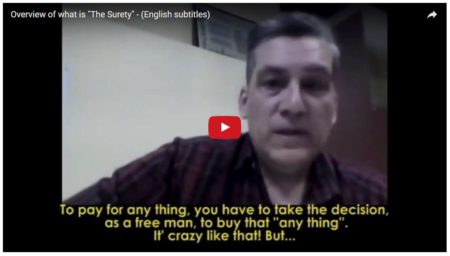 Overview of what is "The Surety" - (English subtitles)
To pay for any thing, you have to take the decision,
as a free man, to buy that "any thing".
It' crazy like that! But...